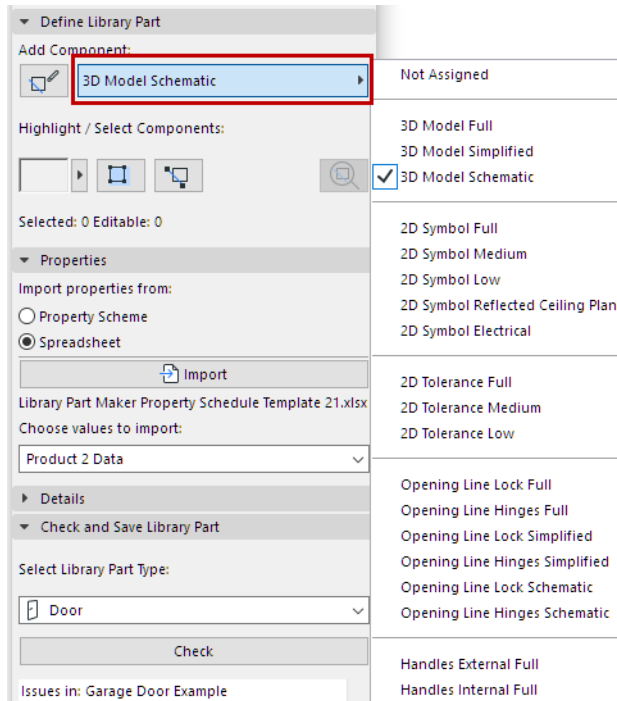 Define Library Part
Add Component:
3D Model Schematic
Highlight / Select Components:
Selected: 0 Editable: 0
Properties
Import properties from:
Property Scheme
Spreadsheet
Import
Library Part Maker Property Schedule Template 21.xlsx
Choose values to import:
Product 2 Data
Details
Check and Save Library Part
Select Library Part Type:
Door
Check
Issues in: Garage Door Example
Not Assigned
3D Model Full
3D Model Simplified
3D Model Schematic
2D Symbol Full
2D Symbol Medium
2D Symbol Low
2D Symbol Reflected Ceiling Plan
2D Symbol Electrical
2D Tolerance Full
2D Tolerance Medium
2D Tolerance Low
Opening Line Lock Full
Opening Line Hinges Full
Opening Line Lock Simplified
Opening Line Hinges Simplified
Opening Line Lock Schematic
Opening Line Hinges Schematic
Handles External Full
Handles Internal Full